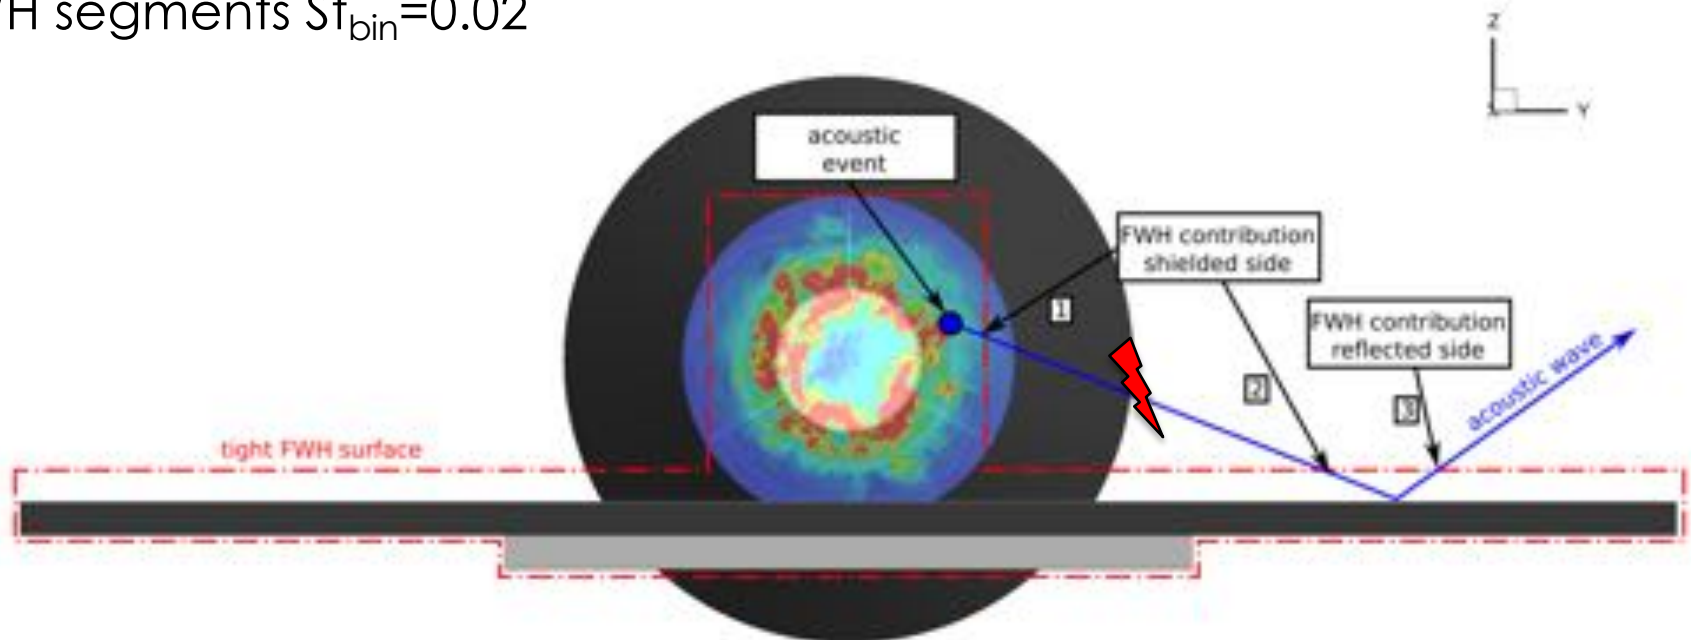 H segments St_bin=0.02
Z
Y
acoustic
event
FWH contribution
shielded side
1
FWH contribution
reflected side
2
3
acoustic wave
tight FWH surface